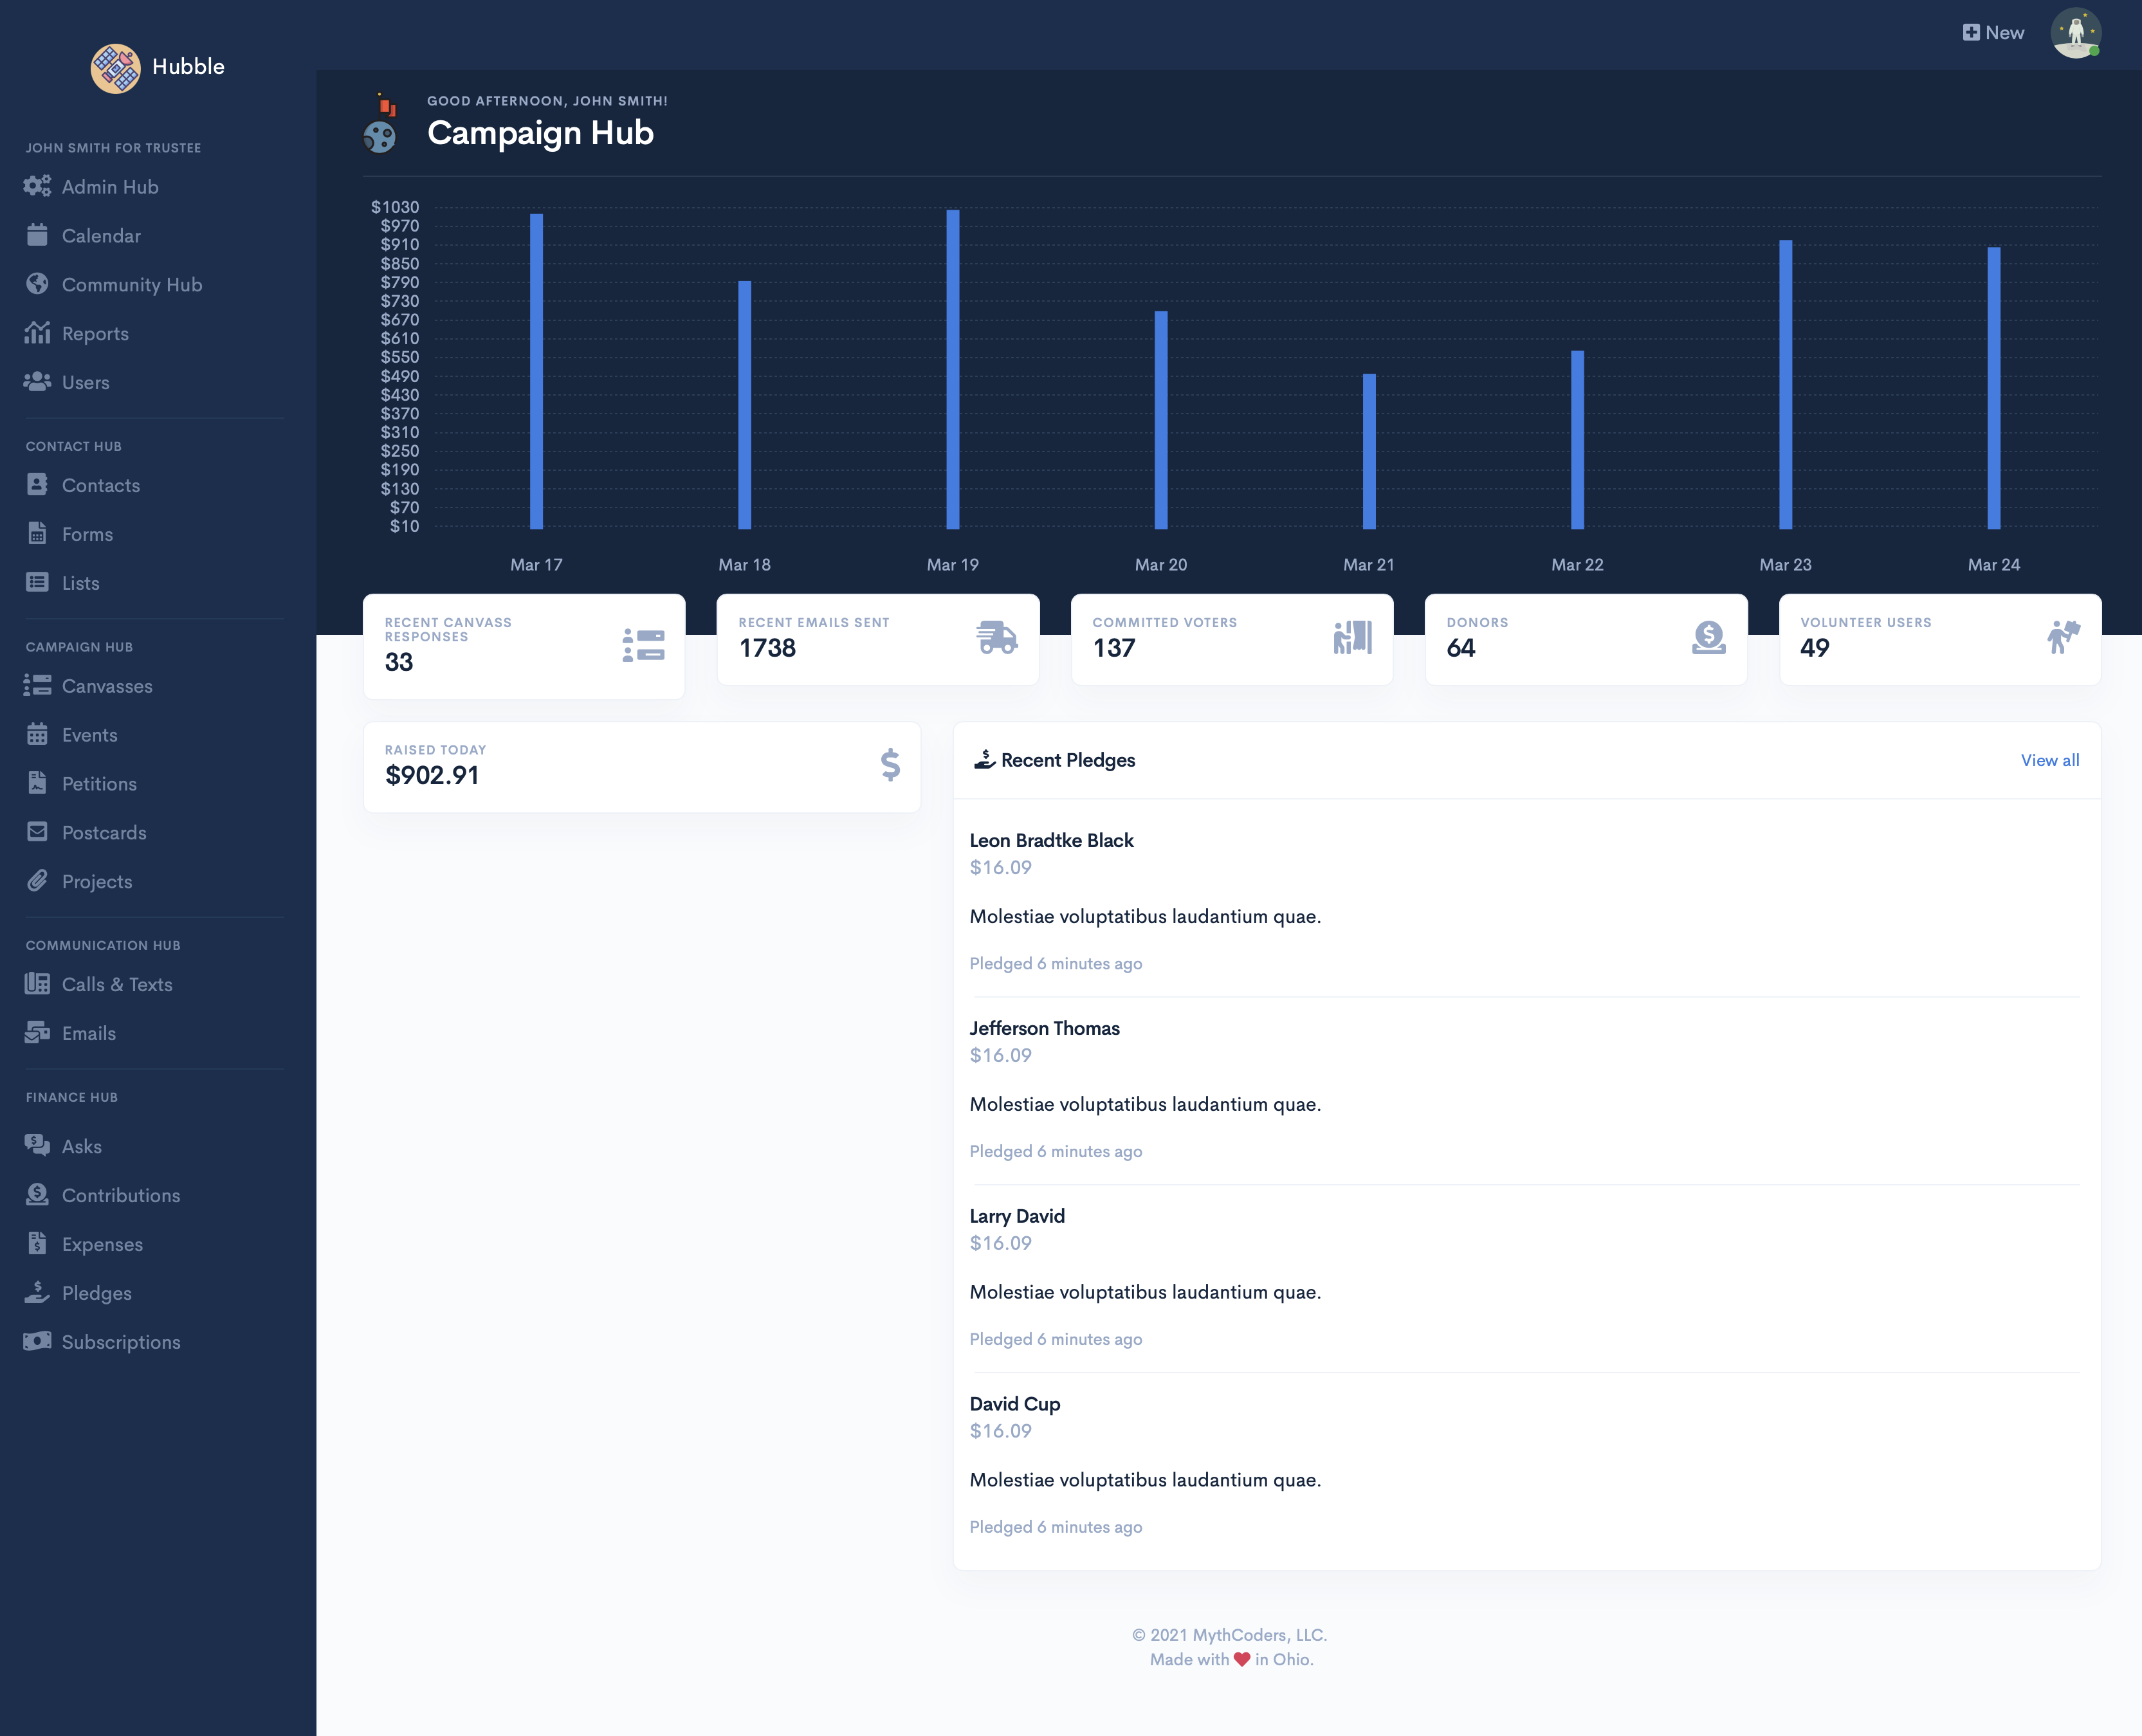 Hubble
New
JOHN SMITH FOR TRUSTEE
Admin Hub
Calendar
Community Hub
Reports
Users
CONTACT HUB
Contacts
Forms
Lists
CAMPAIGN HUB
Canvasses
Events
Petitions
Postcards
Projects
COMMUNICATION HUB
Calls & Texts
Emails
FINANCE HUB
Asks
Contributions
Expenses
Pledges
Subscriptions
GOOD AFTERNOON, JOHN SMITH!
Campaign Hub
$1030
$970
$910
$850
$790
$730
$670
$610
$550
$490
$430
$370
$310
$250
$190
$130
$70
$10
Mar 17 Mar 18 Mar 19 Mar 20 Mar 21 Mar 22 Mar 23 Mar 24
RECENT CANVASS
RESPONSES
33
RECENT EMAILS SENT
1738
COMMITTED VOTERS
137
DONORS
64
VOLUNTEER USERS
49
RAISED TODAY
$902.91
Recent Pledges
View all
Leon Bradtke Black
$16.09
Molestiae voluptatibus laudantium quae.
Pledged 6 minutes ago
Jefferson Thomas
$16.09
Molestiae voluptatibus laudantium quae.
Pledged 6 minutes ago
Larry David
$16.09
Molestiae voluptatibus laudantium quae.
Pledged 6 minutes ago
David Cup
$16.09
Molestiae voluptatibus laudantium quae.
Pledged 6 minutes ago
© 2021 MythCoders, LLC.
Made with ❤ in Ohio.